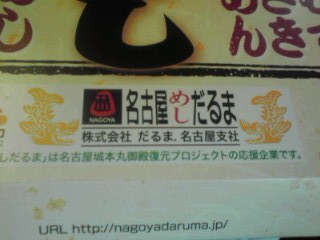 名古屋めしだるま
NAGOYA
株式会社 だるま.名古屋支社
しだるま」は名古屋城本丸御殿復元プロジェクトの応援企業です。
URL http://nagoyadaruma.jp/